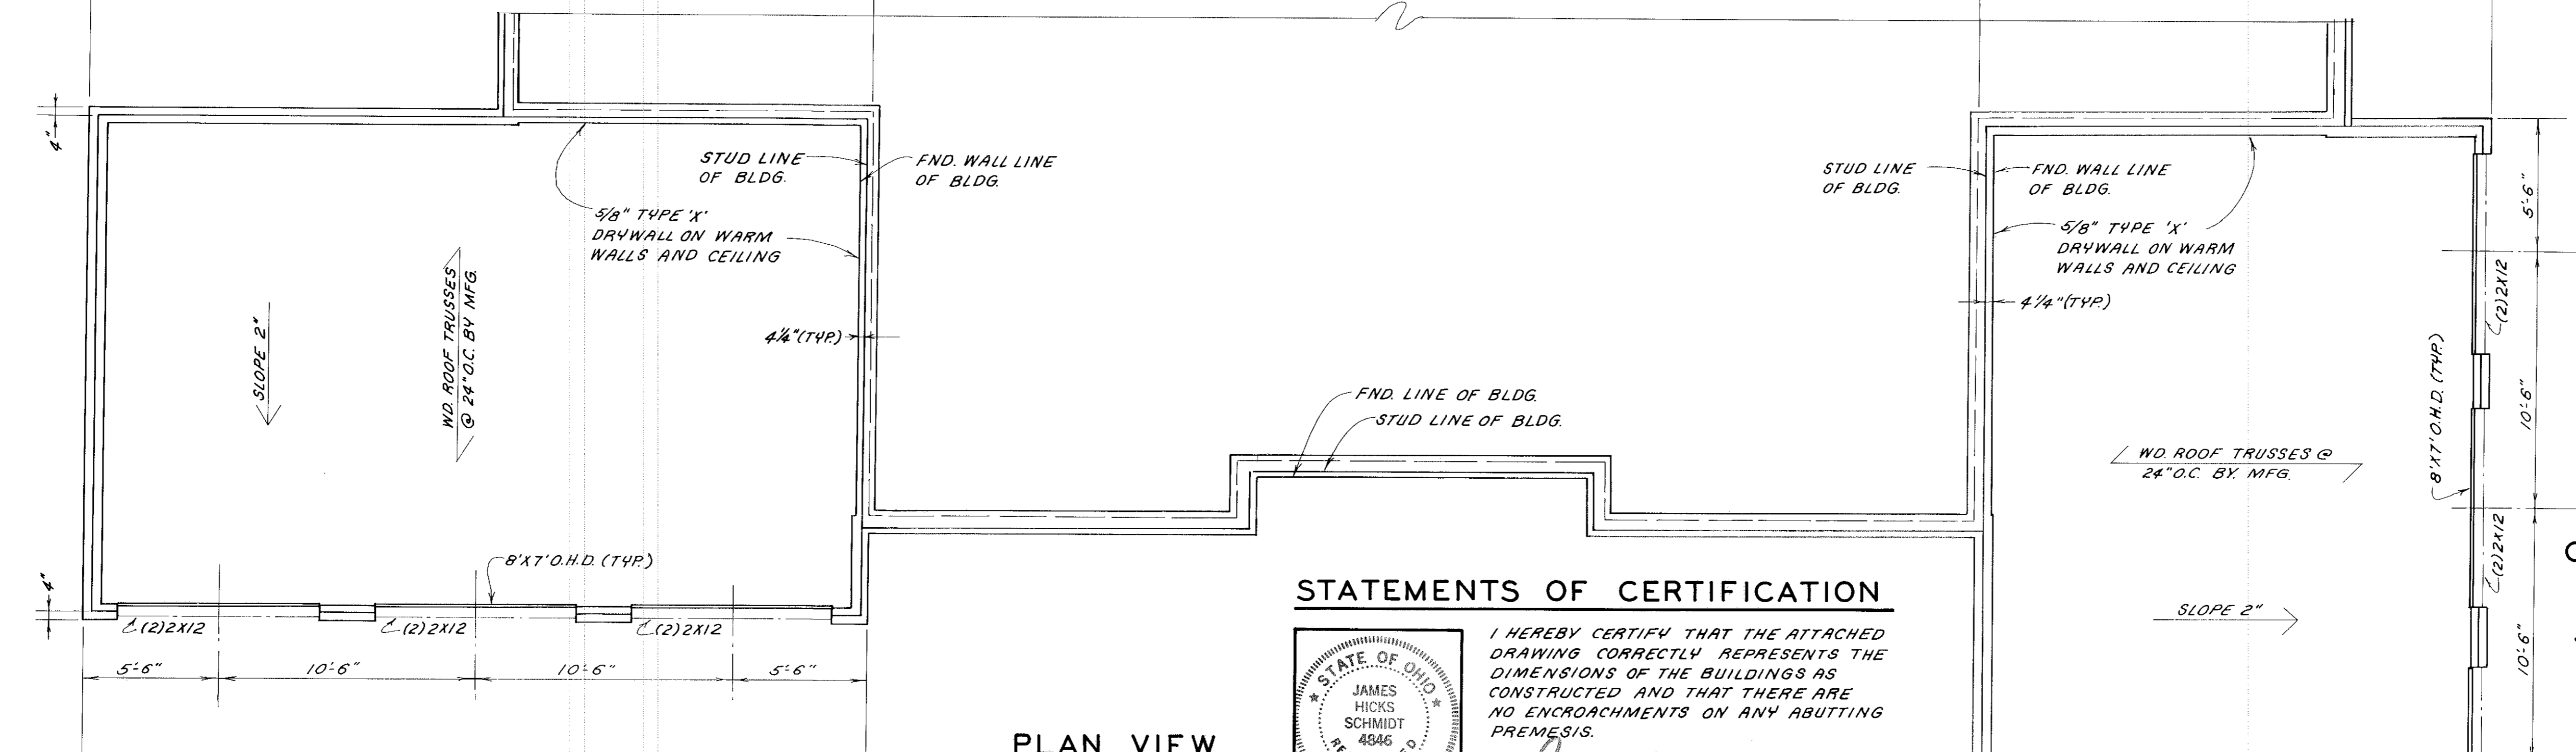 4"
STUD LINE
OF BLDG.
FND. WALL LINE
OF BLDG.
5/8" TYPE 'X'
DRYWALL ON WARM
WALLS AND CEILING
WD. ROOF TRUSSES
@ 24" O.C. BY MFG.
SLOPE 2"
4 1/4" (TYP.)
8'X7' O.H.D. (TYP.)
4"
(2) 2X12
(2) 2X12
(2) 2X12
5'-6"
10'-6"
10'-6"
5'-6"
FND. LINE OF BLDG.
STUD LINE OF BLDG.
STUD LINE
OF BLDG.
FND. WALL LINE
OF BLDG.
5/8" TYPE 'X'
DRYWALL ON WARM
WALLS AND CEILING
4 1/4" (TYP.)
WD. ROOF TRUSSES @
24" O.C. BY. MFG.
SLOPE 2"
8'X7' O.H.D. (TYP.)
(2) 2X12
(2) 2X12
5'-6"
10'-6"
10'-6"
PLAN VIEW
STATEMENTS OF CERTIFICATION
STATE OF OHIO
JAMES
HICKS
SCHMIDT
4846
I HEREBY CERTIFY THAT THE ATTACHED
DRAWING CORRECTLY REPRESENTS THE
DIMENSIONS OF THE BUILDINGS AS
CONSTRUCTED AND THAT THERE ARE
NO ENCROACHMENTS ON ANY ABUTTING
PREMESIS.